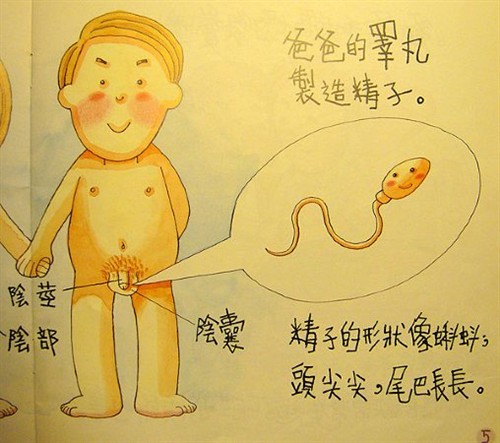 爸爸的睪丸
製造精子。
陰莖
陰部
陰囊
精子的形狀像蝌蚪，
頭尖尖，尾巴長長。
5